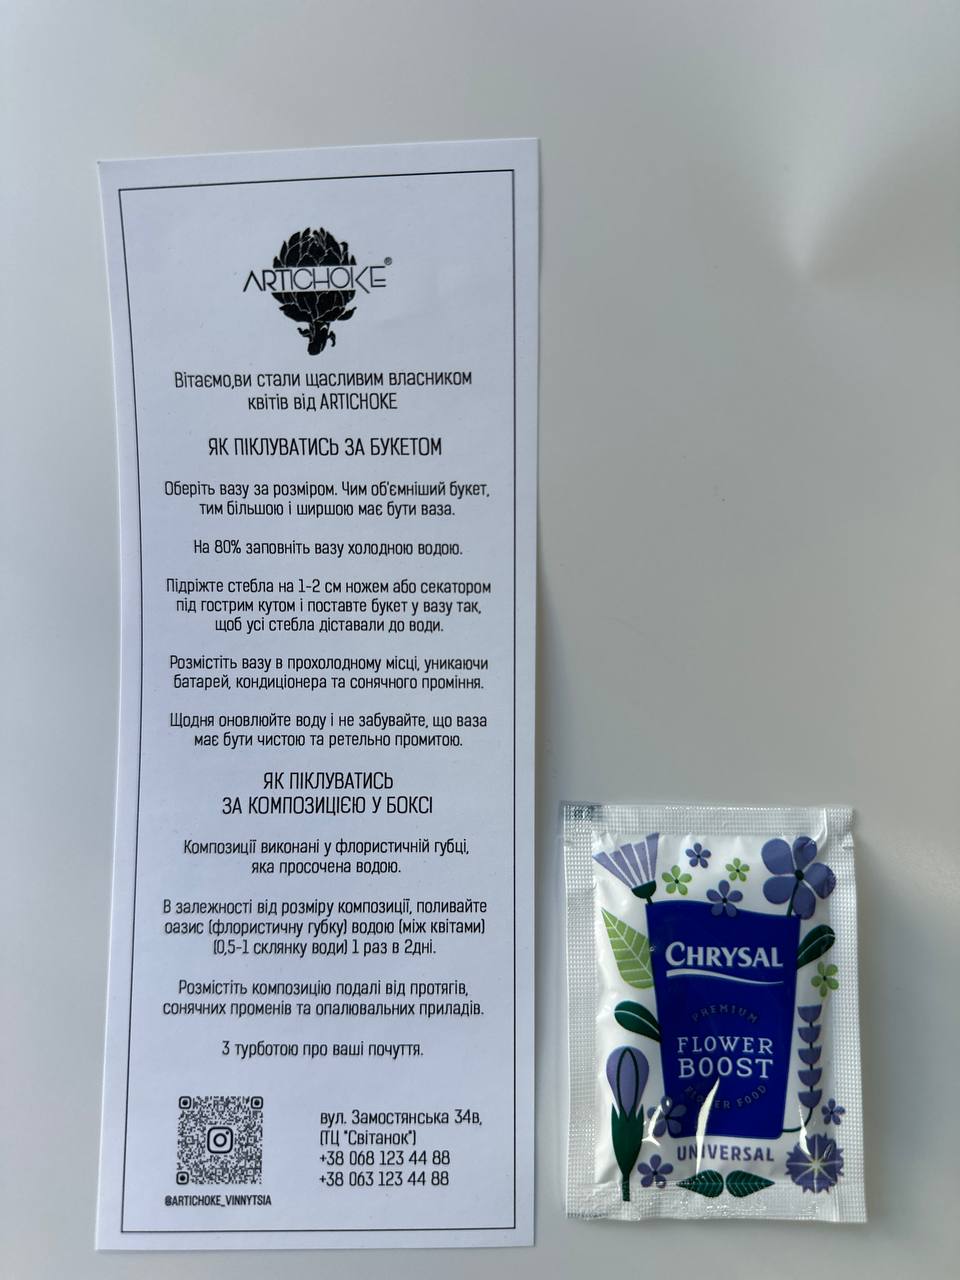 ARTICHOKE®
Вітаємо,ви стали щасливим власником
квітів від ARTICHOKE
ЯК ПІКЛУВАТИСЬ ЗА БУКЕТОМ
Оберіть вазу за розміром. Чим об'ємніший букет,
тим більшою і ширшою має бути ваза.
На 80% заповніть вазу холодною водою.
Підріжте стебла на 1-2 см ножем або секатором
під гострим кутом і поставте букет у вазу так,
щоб усі стебла діставали до води.
Розмістіть вазу в прохолодному місці, уникаючи
батарей, кондиціонера та сонячного проміння.
Щодня оновлюйте воду і не забувайте, що ваза
має бути чистою та ретельно промитою.
ЯК ПІКЛУВАТИСЬ
ЗА КОМПОЗИЦІЄЮ У БОКСІ
Композиції виконані у флористичній губці,
яка просочена водою.
В залежності від розміру композиції, поливайте
оазис (флористичну губку) водою (між квітами)
(0,5-1 склянку води) 1 раз в 2дні.
Розмістіть композицію подалі від протягів,
сонячних променів та опалювальних приладів.
З турботою про ваші почуття.
вул. Замостянська 34в,
(ТЦ "Світанок")
+38 068 123 44 88
+38 063 123 44 88
@ARTICHOKE_VINNYTSIA
CHRYSAL
PREMIUM
FLOWER
BOOST
FLOWER FOOD
UNIVERSAL